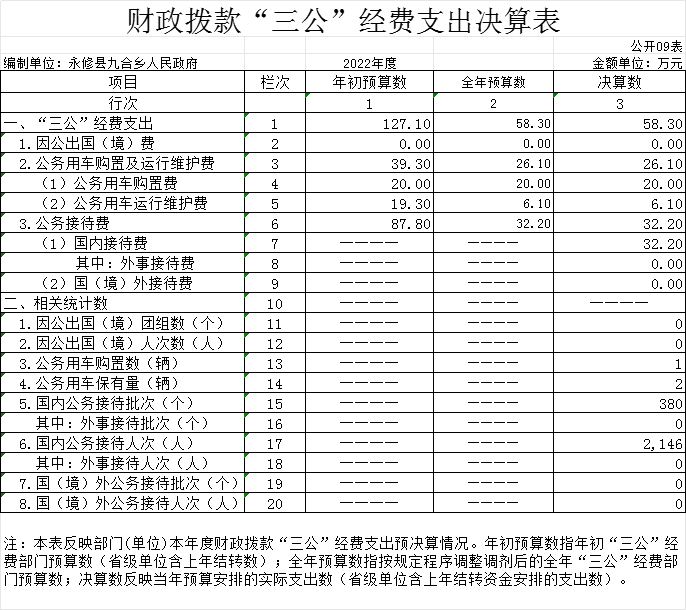 财政拨款“三公”经费支出决算表
公开09表
编制单位：永修县九合乡人民政府 2022年度 金额单位：万元
项目 栏次 年初预算数 全年预算数 决算数
行次 1 2 3
一、“三公”经费支出 1 127.10 58.30 58.30
1.因公出国（境）费 2 0.00 0.00 0.00
2.公务用车购置及运行维护费 3 39.30 26.10 26.10
（1）公务用车购置费 4 20.00 20.00 20.00
（2）公务用车运行维护费 5 19.30 6.10 6.10
3.公务接待费 6 87.80 32.20 32.20
（1）国内接待费 7 ———— ———— 32.20
其中：外事接待费 8 ———— ———— 0.00
（2）国（境）外接待费 9 ———— ———— 0.00
二、相关统计数 10 ———— ———— ————
1.因公出国（境）团组数（个） 11 ———— ———— 0
2.因公出国（境）人次数（人） 12 ———— ———— 0
3.公务用车购置数（辆） 13 ———— ———— 1
4.公务用车保有量（辆） 14 ———— ———— 2
5.国内公务接待批次（个） 15 ———— ———— 380
其中：外事接待批次（个） 16 ———— ———— 0
6.国内公务接待人次（人） 17 ———— ———— 2,146
其中：外事接待人次（人） 18 ———— ———— 0
7.国（境）外公务接待批次（个） 19 ———— ———— 0
8.国（境）外公务接待人次（人） 20 ———— ———— 0
注：本表反映部门(单位)本年度财政拨款“三公”经费支出预决算情况。年初预算数指年初“三公”经
费部门预算数（省级单位含上年结转数）；全年预算数指按规定程序调整调剂后的全年“三公”经费部
门预算数；决算数反映当年预算安排的实际支出数（省级单位含上年结转资金安排的支出数）。